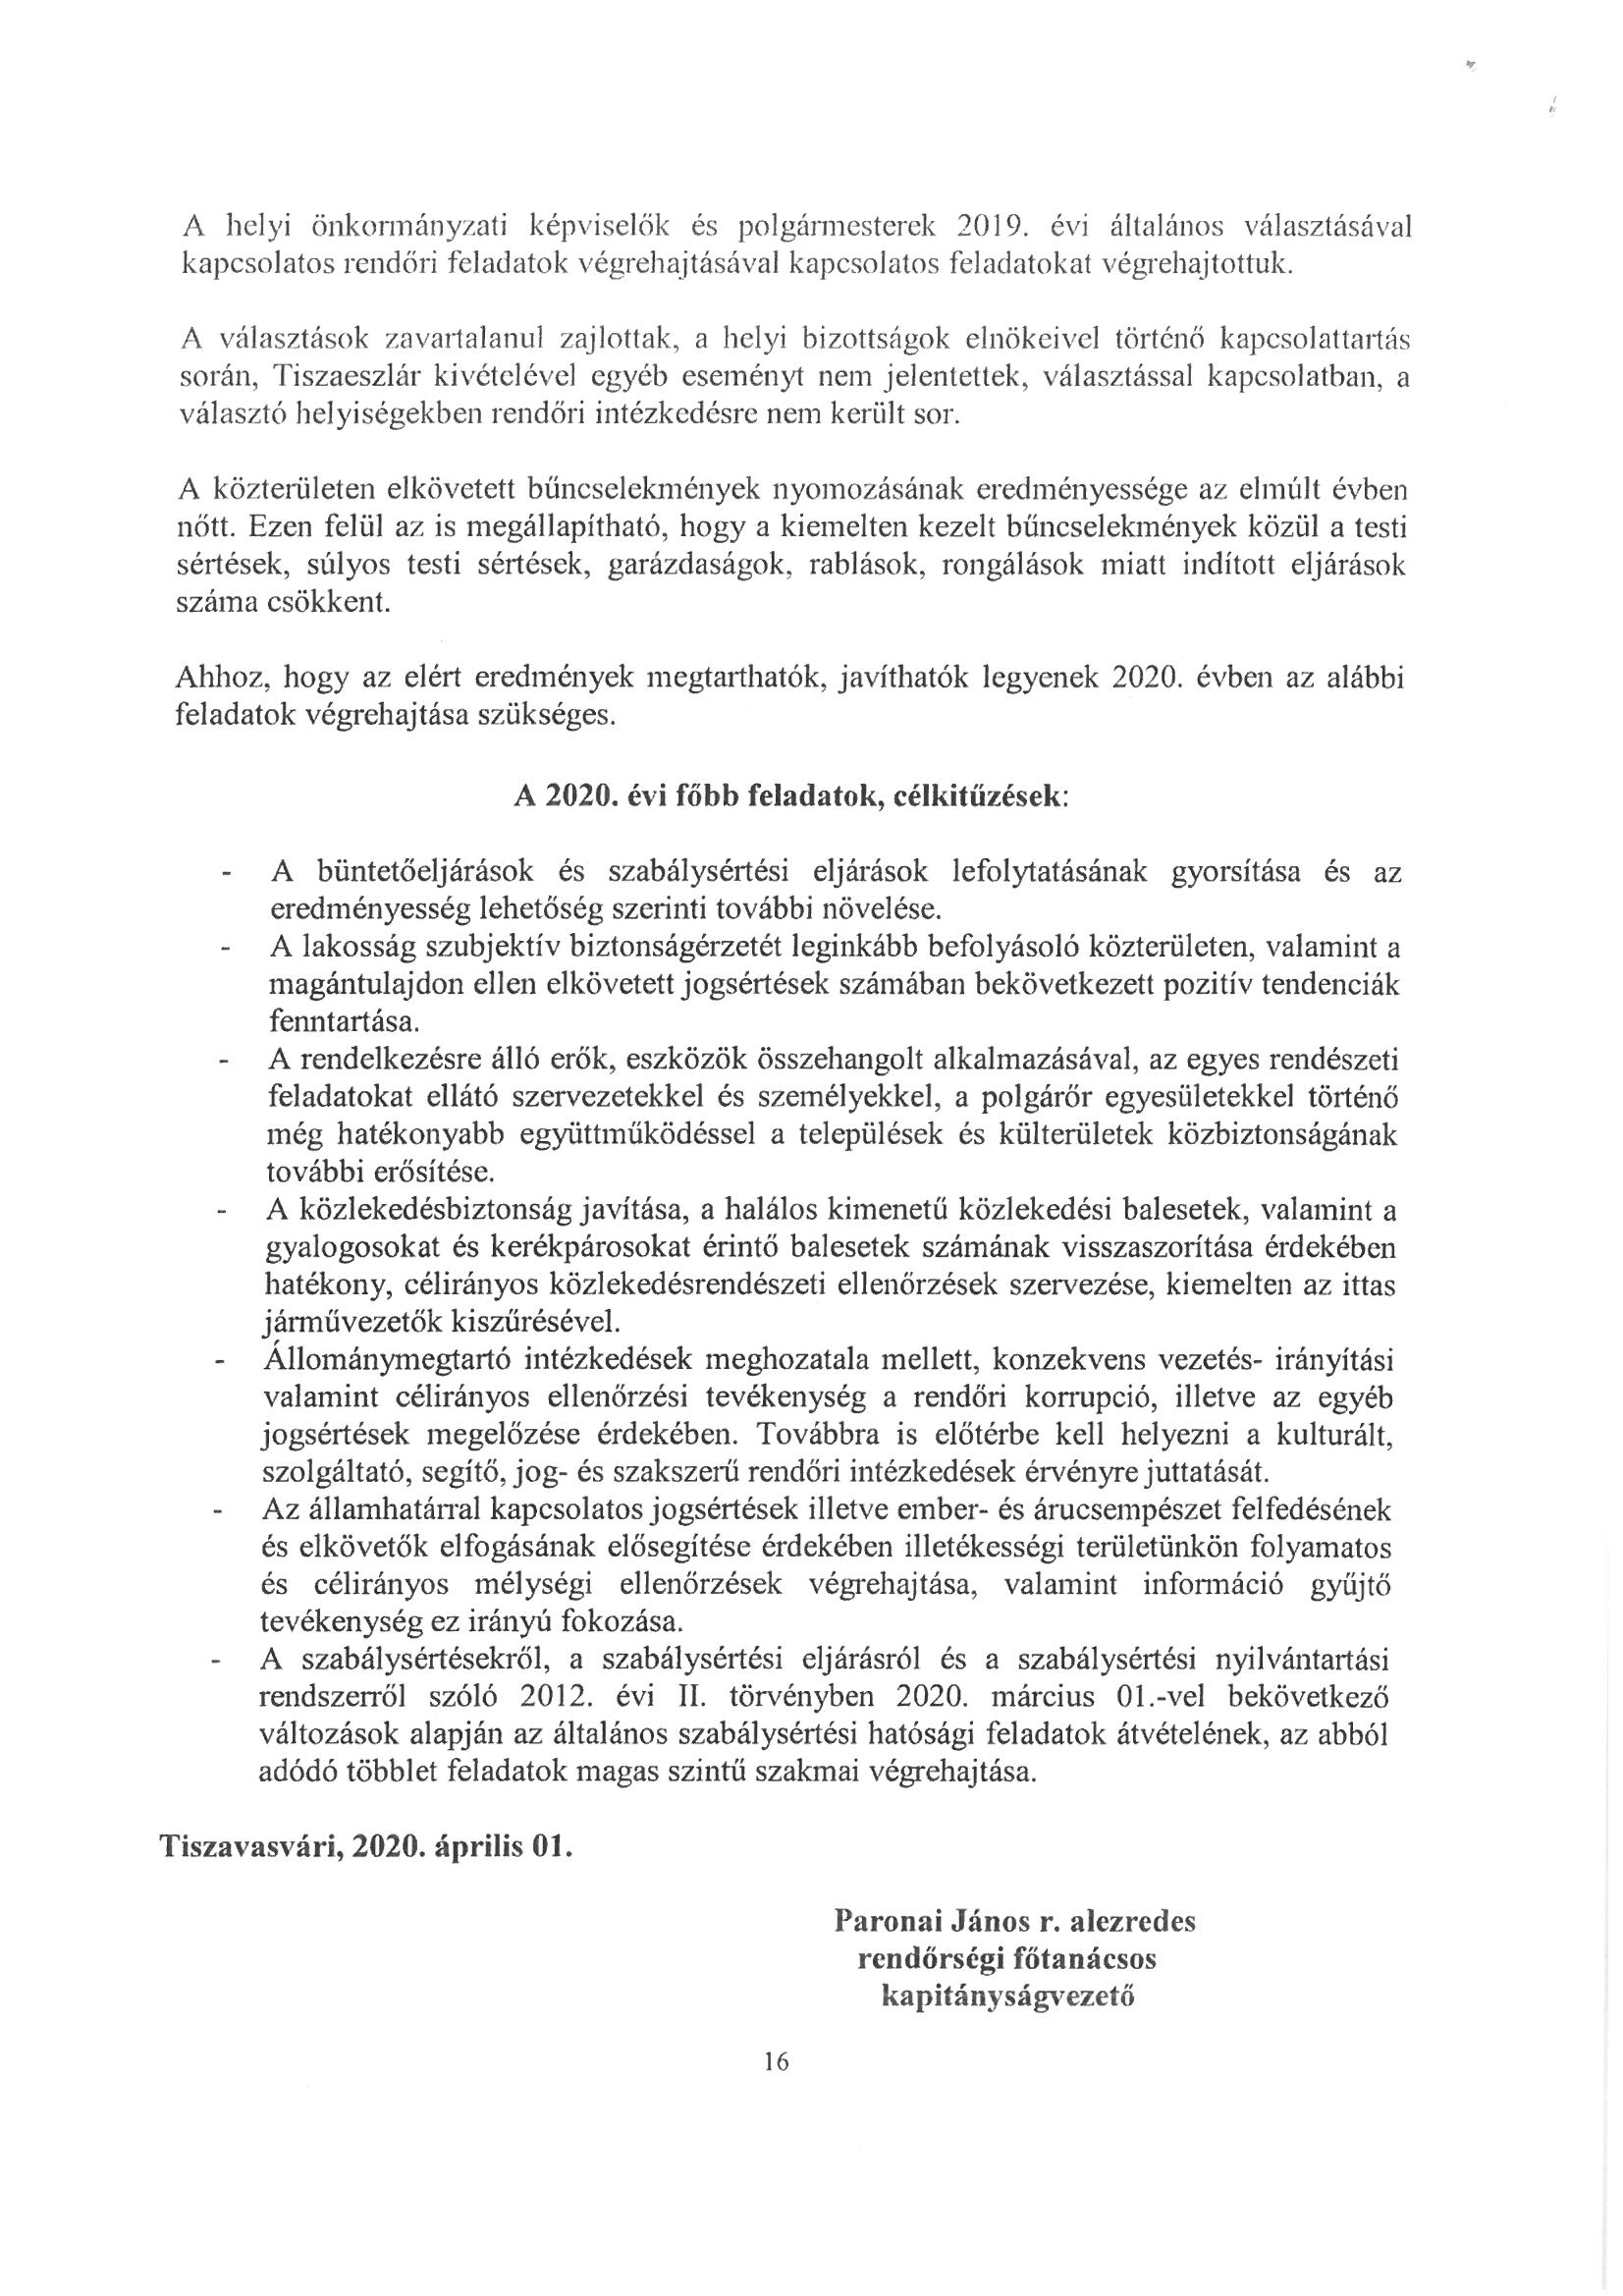 A helyi önkormányzati képviselők és polgármesterek 2019. évi általános választásával
kapcsolatos rendőri feladatok végrehajtásával kapcsolatos feladatokat végrehajtottuk.
A választások zavartalanul zajlottak, a helyi bizottságok elnökeivel történő kapcsolattartás
során, Tiszaeszlár kivételével egyéb eseményt nem jelentettek, választással kapcsolatban, a
választó helyiségekben rendőri intézkedésre nem került sor.
A közterületen elkövetett bűncselekmények nyomozásának eredményessége az elmúlt évben
nőtt. Ezen felül az is megállapítható, hogy a kiemelten kezelt bűncselekmények közül a testi
sértések, súlyos testi sértések, garázdaságok, rablások, rongálások miatt indított eljárások
száma csökkent.
Ahhoz, hogy az elért eredmények megtarthatók, javíthatók legyenek 2020. évben az alábbi
feladatok végrehajtása szükséges.
A 2020. évi főbb feladatok, célkitűzések:
- A büntetőeljárások és szabálysértési eljárások lefolytatásának gyorsítása és az
eredményesség lehetőség szerinti további növelése.
- A lakosság szubjektív biztonságérzetét leginkább befolyásoló közterületen, valamint a
magántulajdon ellen elkövetett jogsértések számában bekövetkezett pozitív tendenciák
fenntartása.
- A rendelkezésre álló erők, eszközök összehangolt alkalmazásával, az egyes rendészeti
feladatokat ellátó szervezetekkel és személyekkel, a polgárőr egyesületekkel történő
még hatékonyabb együttműködéssel a települések és külterületek közbiztonságának
további erősítése.
- A közlekedésbiztonság javítása, a halálos kimenetű közlekedési balesetek, valamint a
gyalogosokat és kerékpárosokat érintő balesetek számának visszaszorítása érdekében
hatékony, célirányos közlekedésrendészeti ellenőrzések szervezése, kiemelten az ittas
járművezetők kiszűrésével.
- Állománymegtartó intézkedések meghozatala mellett, konzekvens vezetés- irányítási
valamint célirányos ellenőrzési tevékenység a rendőri korrupció, illetve az egyéb
jogsértések megelőzése érdekében. Továbbra is előtérbe kell helyezni a kulturált,
szolgáltató, segítő, jog- és szakszerű rendőri intézkedések érvényre juttatását.
- Az államhatárral kapcsolatos jogsértések illetve ember- és árucsempészet felfedésének
és elkövetők elfogásának elősegítése érdekében illetékességi területünkön folyamatos
és célirányos mélységi ellenőrzések végrehajtása, valamint információ gyűjtő
tevékenység ez irányú fokozása.
- A szabálysértésekről, a szabálysértési eljárásról és a szabálysértési nyilvántartási
rendszerről szóló 2012. évi II. törvényben 2020. március 01.-vel bekövetkező
változások alapján az általános szabálysértési hatósági feladatok átvételének, az abból
adódó többlet feladatok magas szintű szakmai végrehajtása.
Tiszavasvári, 2020. április 01.
Paronai János r. alezredes
rendőrségi főtanácsos
kapitányságvezető
16